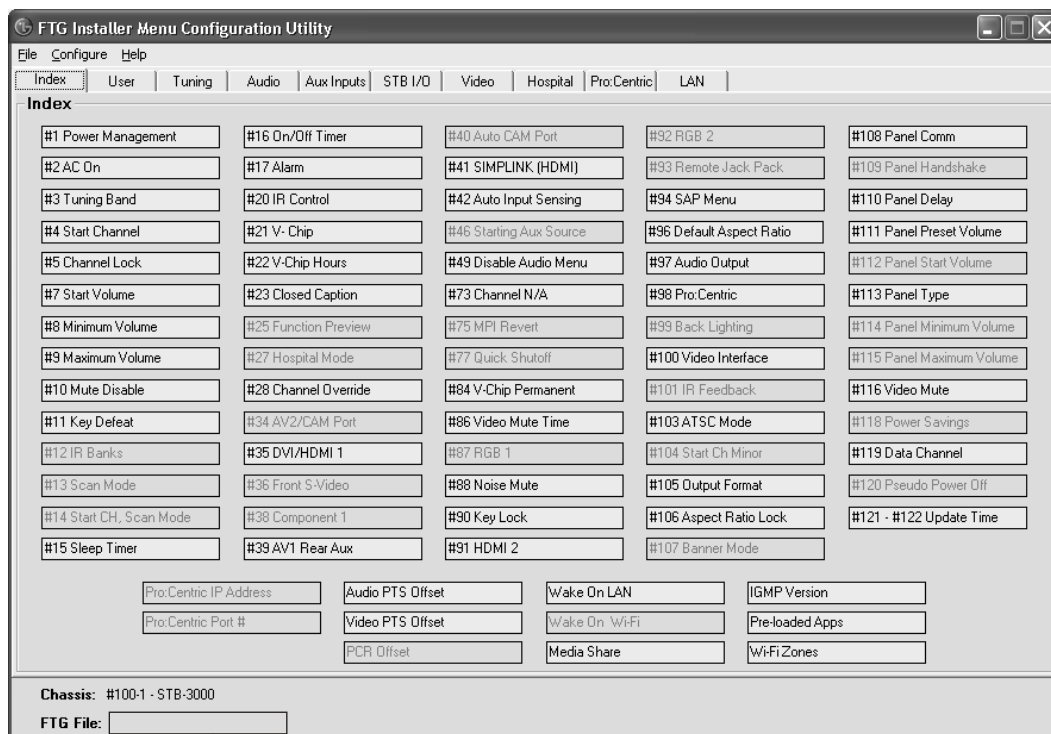 FTG Installer Menu Configuration Utility
File Configure Help
Index User Tuning Audio Aux Inputs STB I/O Video Hospital Pro:Centric LAN
Index
#1 Power Management #16 On/Off Timer #40 Auto CAM Port #92 RGB 2 #108 Panel Comm
#2 AC On #17 Alarm #41 SIMPLINK (HDMI) #93 Remote Jack Pack #109 Panel Handshake
#3 Tuning Band #20 IR Control #42 Auto Input Sensing #94 SAP Menu #110 Panel Delay
#4 Start Channel #21 V- Chip #46 Starting Aux Source #96 Default Aspect Ratio #111 Panel Preset Volume
#5 Channel Lock #22 V-Chip Hours #49 Disable Audio Menu #97 Audio Output #112 Panel Start Volume
#7 Start Volume #23 Closed Caption #73 Channel N/A #98 Pro:Centric #113 Panel Type
#8 Minimum Volume #25 Function Preview #75 MPI Revert #99 Back Lighting #114 Panel Minimum Volume
#9 Maximum Volume #27 Hospital Mode #77 Quick Shutoff #100 Video Interface #115 Panel Maximum Volume
#10 Mute Disable #28 Channel Override #84 V-Chip Permanent #101 IR Feedback #116 Video Mute
#11 Key Defeat #34 AV2/CAM Port #86 Video Mute Time #103 ATSC Mode #118 Power Savings
#12 IR Banks #35 DVI/HDMI 1 #87 RGB 1 #104 Start Ch Minor #119 Data Channel
#13 Scan Mode #36 Front S-Video #88 Noise Mute #105 Output Format #120 Pseudo Power Off
#14 Start CH, Scan Mode #38 Component 1 #90 Key Lock #106 Aspect Ratio Lock #121 - #122 Update Time
#15 Sleep Timer #39 AV1 Rear Aux #91 HDMI 2 #107 Banner Mode
Pro:Centric IP Address Audio PTS Offset Wake On LAN IGMP Version
Pro:Centric Port # Video PTS Offset Wake On Wi-Fi Pre-loaded Apps
PCR Offset Media Share Wi-Fi Zones
Chassis: #100-1 - STB-3000
FTG File: